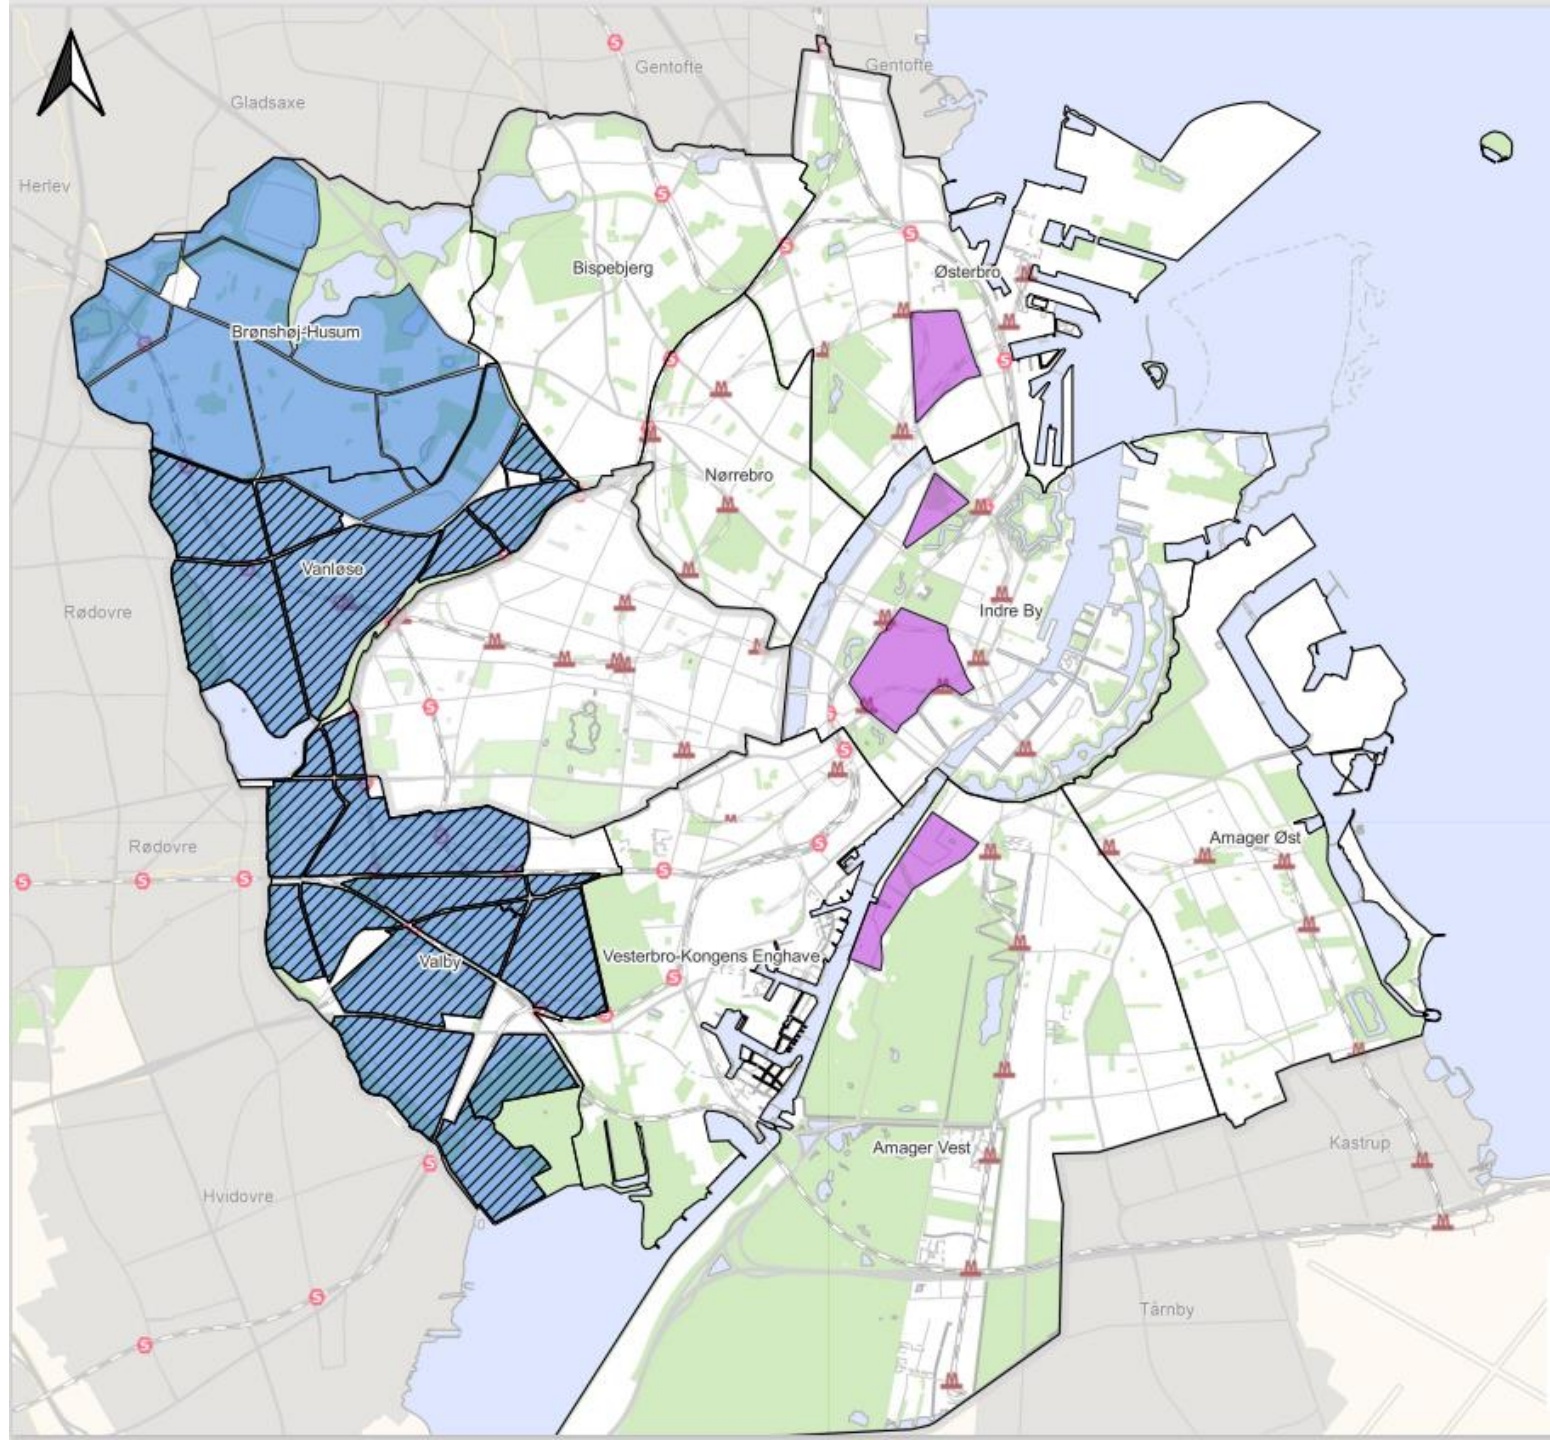 Gentofte
Gentofte
Gladsaxe
Herlev
Bispebjerg
Østerbro
Brønshøj-Husum
Nørrebro
Vanløse
Indre By
Rødovre
Amager Øst
Rødovre
Vesterbro-Kongens Enghave
Valby
Amager Vest
Kastrup
Hvidovre
Tårnby